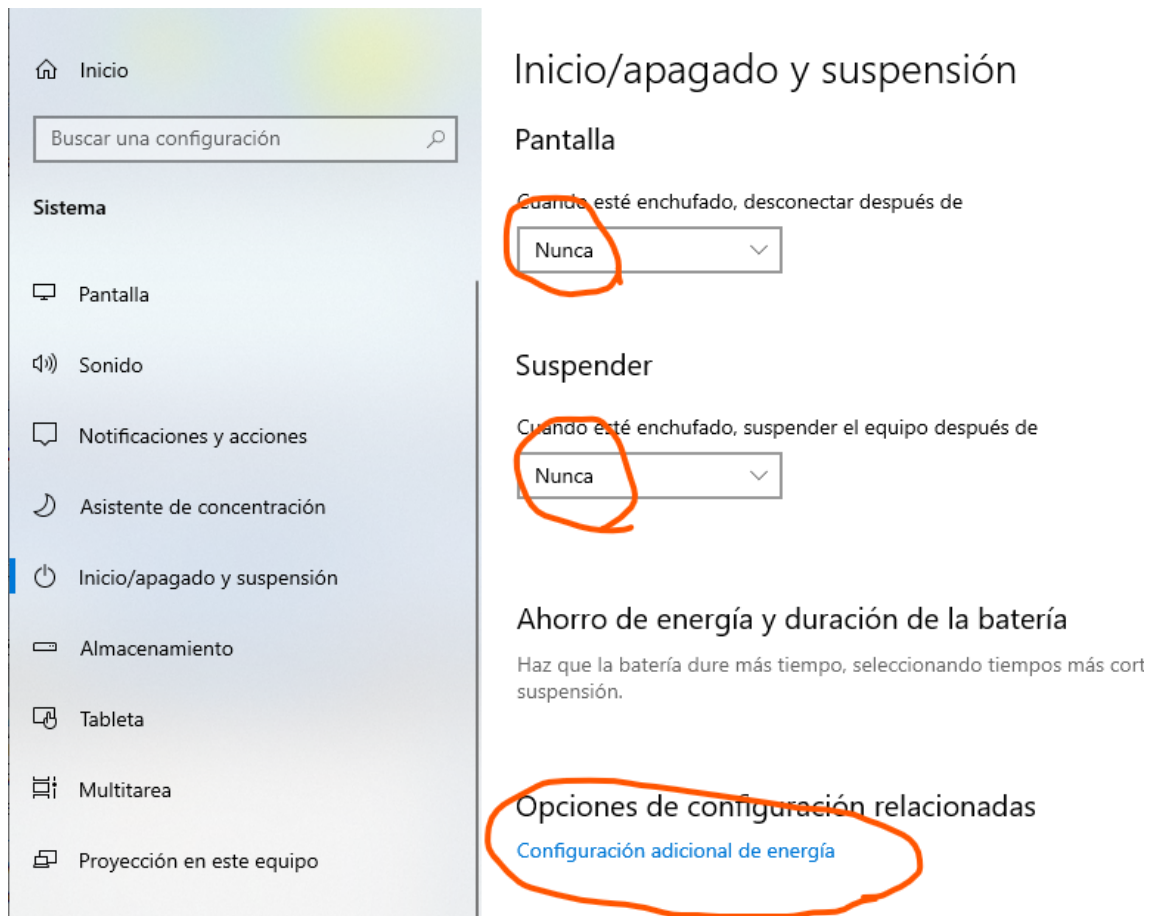 Inicio
Buscar una configuración
Sistema
Pantalla
Sonido
Notificaciones y acciones
Asistente de concentración
Inicio/apagado y suspensión
Almacenamiento
Tableta
Multitarea
Proyección en este equipo
Inicio/apagado y suspensión
Pantalla
Cuando esté enchufado, desconectar después de
Nunca
Suspender
Cuando esté enchufado, suspender el equipo después de
Nunca
Ahorro de energía y duración de la batería
Haz que la batería dure más tiempo, seleccionando tiempos más cort
suspensión.
Opciones de configuración relacionadas
Configuración adicional de energía